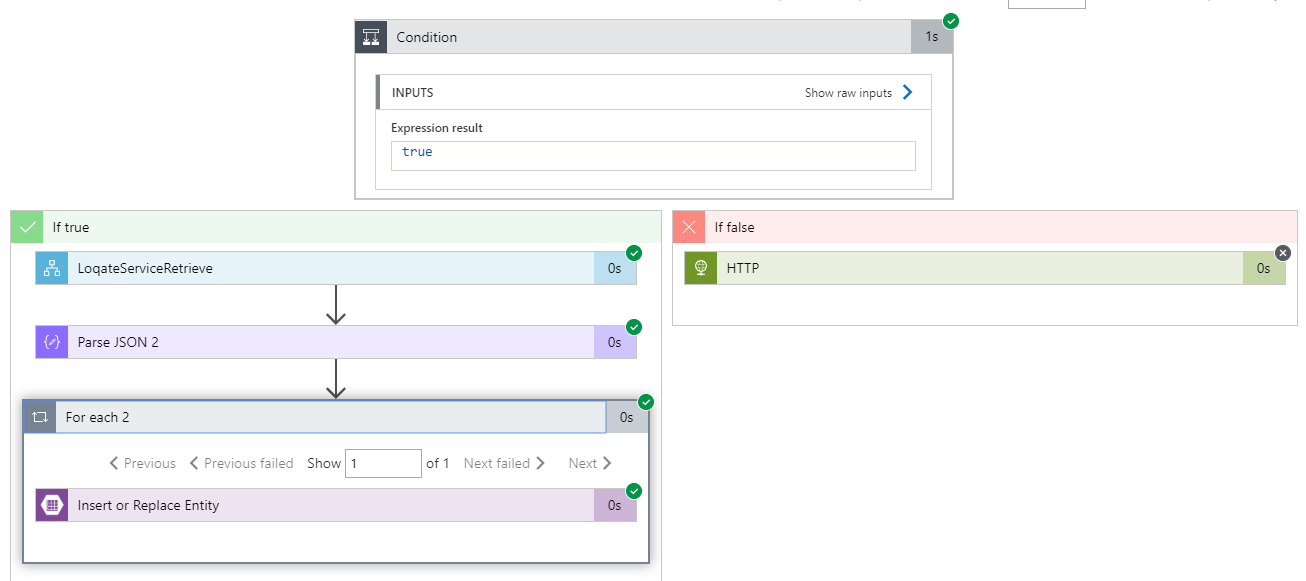 Condition
1s
INPUTS
Show raw inputs
Expression result
true
If true
If false
LoqateServiceRetrieve
0s
HTTP
0s
Parse JSON 2
0s
For each 2
0s
Previous Previous failed Show 1 of 1 Next failed Next
Insert or Replace Entity
0s